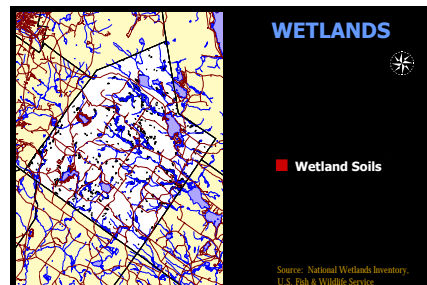 WETLANDS
Wetland Soils
Source: National Wetlands Inventory,
U.S. Fish & Wildlife Service